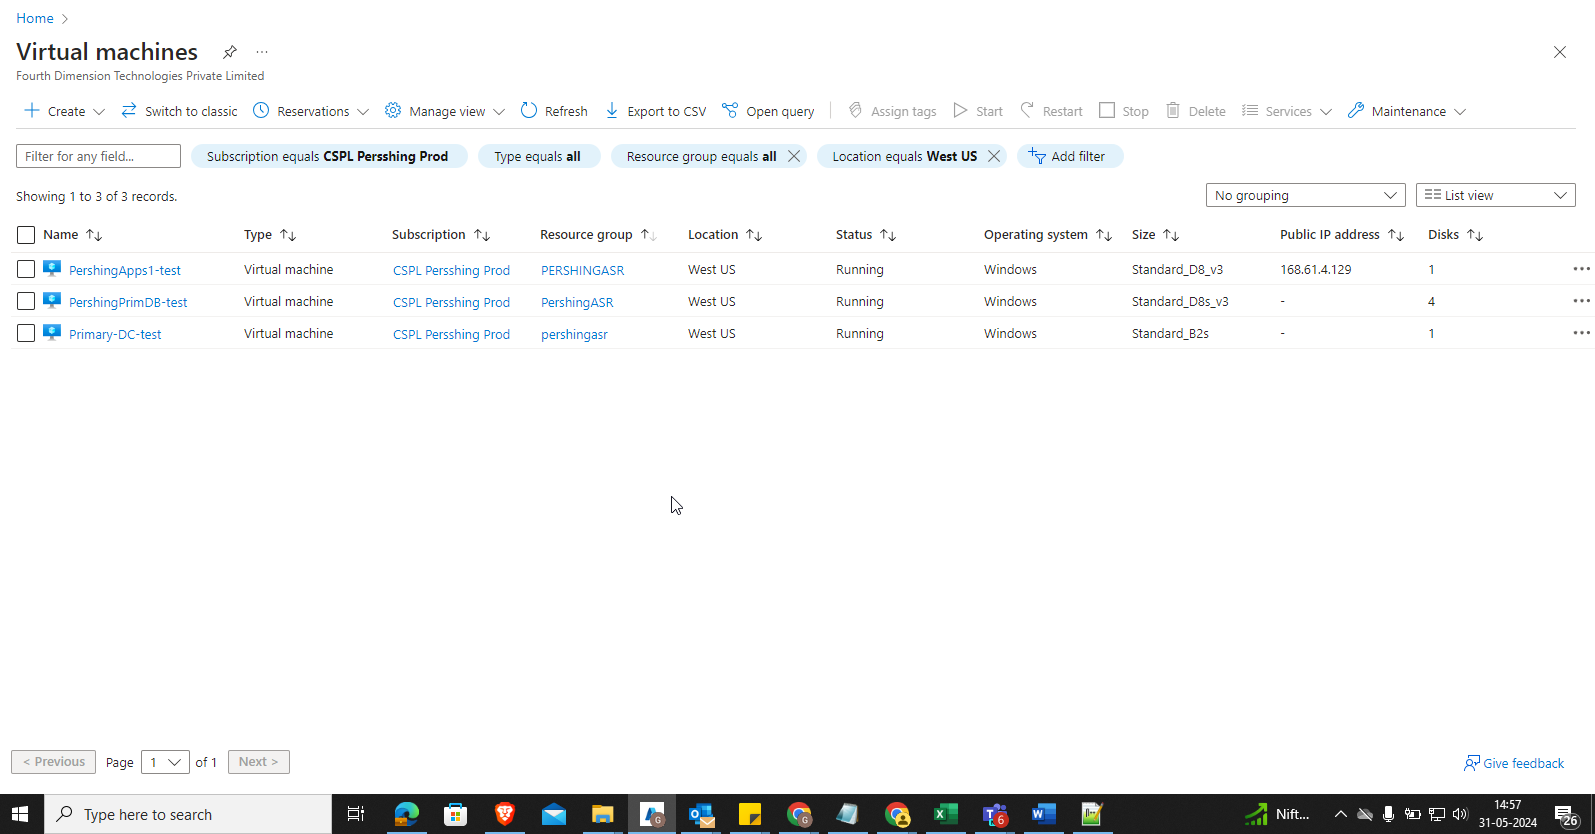 Home
Virtual machines
Fourth Dimension Technologies Private Limited
Create Switch to classic Reservations Manage view Refresh Export to CSV Open query Assign tags Start Restart Stop Delete Services Maintenance
Filter for any field... Subscription equals CSPL Persshing Prod Type equals all Resource group equals all Location equals West US Add filter
Showing 1 to 3 of 3 records. No grouping List view
Name Type Subscription Resource group Location Status Operating system Size Public IP address Disks
PershingApps1-test Virtual machine CSPL Persshing Prod PERSHINGASR West US Running Windows Standard_D8_v3 168.61.4.129 1
PershingPrimDB-test Virtual machine CSPL Persshing Prod PershingASR West US Running Windows Standard_D8s_v3 - 4
Primary-DC-test Virtual machine CSPL Persshing Prod pershingasr West US Running Windows Standard_B2s - 1
< Previous Page 1 of 1 Next > Give feedback
Type here to search G G 6 Nift... 14:57
31-05-2024 26